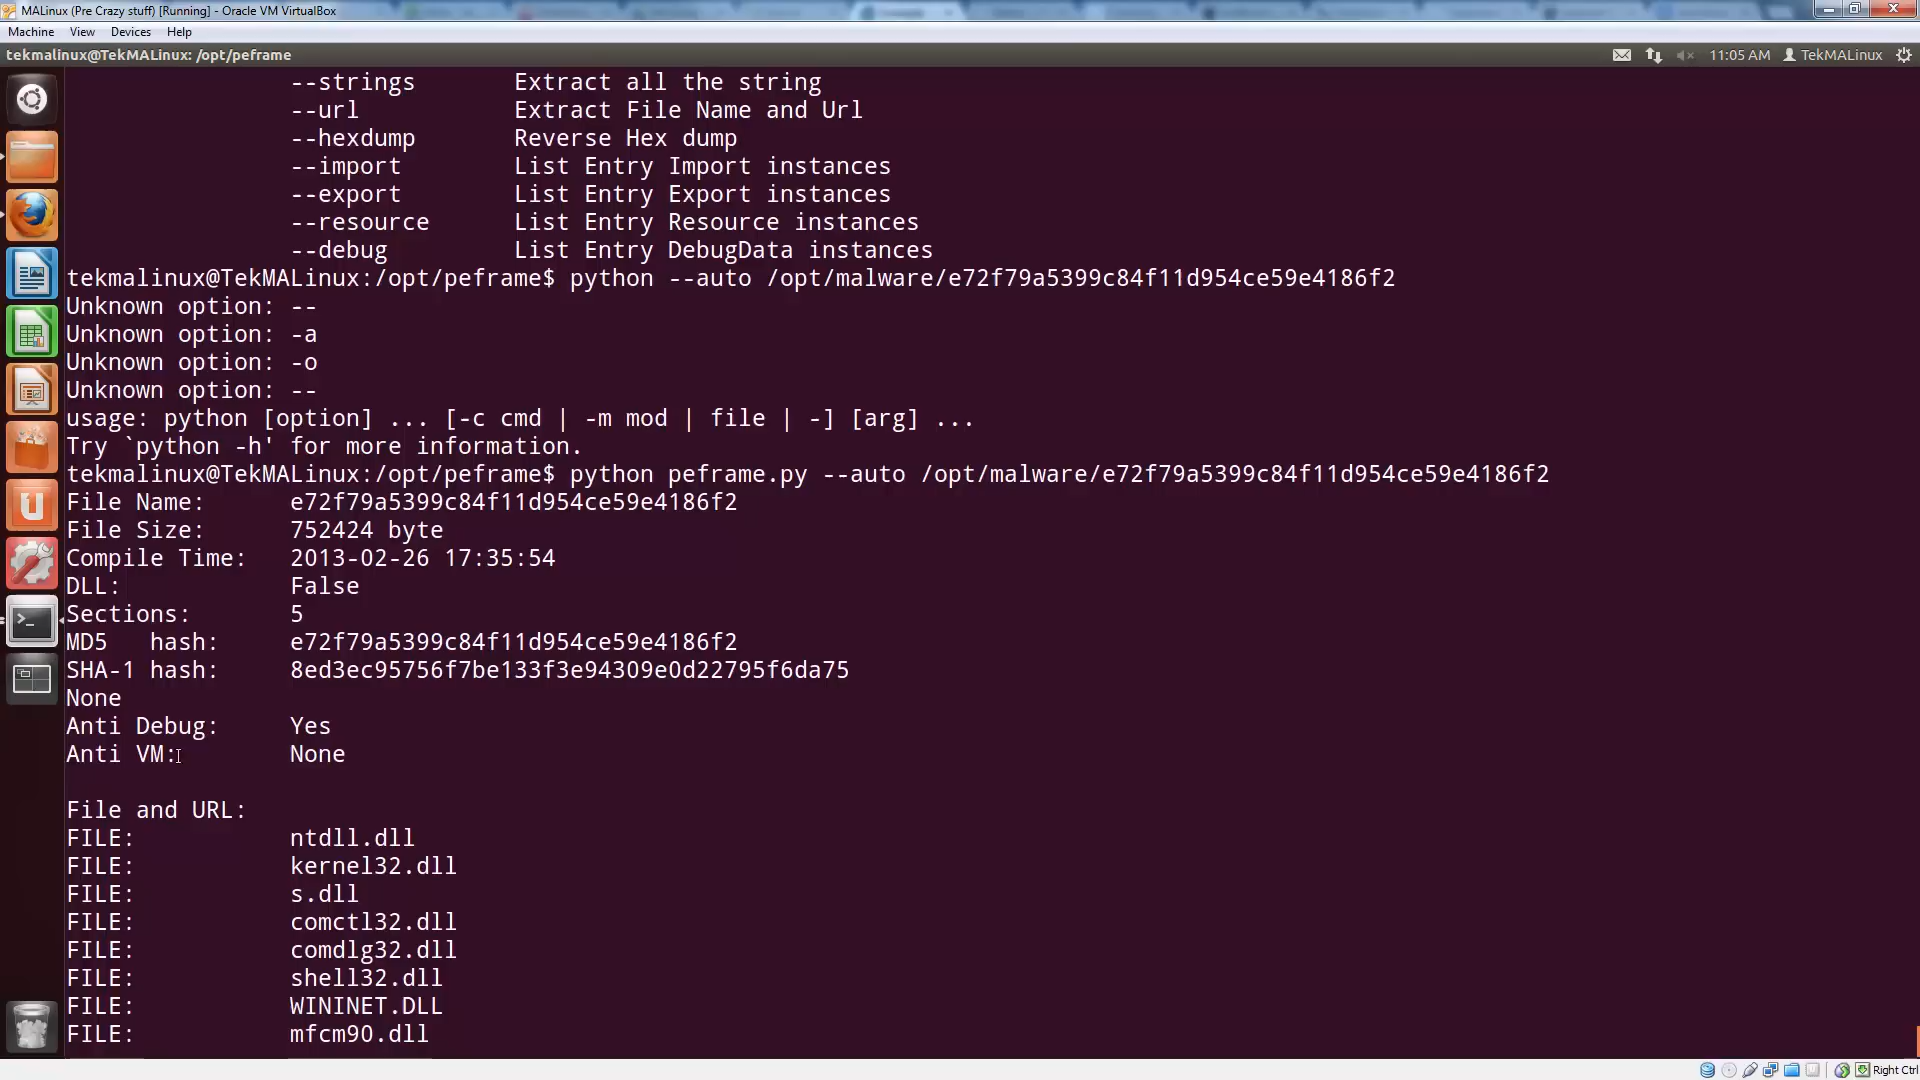 MALinux (Pre Crazy stuff) [Running] - Oracle VM VirtualBox
Machine View Devices Help
tekmalinux@TekMALinux: /opt/peframe 11:05 AM TekMALinux
--strings Extract all the string
--url Extract File Name and Url
--hexdump Reverse Hex dump
--import List Entry Import instances
--export List Entry Export instances
--resource List Entry Resource instances
--debug List Entry DebugData instances
tekmalinux@TekMALinux:/opt/peframe$ python --auto /opt/malware/e72f79a5399c84f11d954ce59e4186f2
Unknown option: --
Unknown option: -a
Unknown option: -o
Unknown option: --
usage: python [option] ... [-c cmd | -m mod | file | -] [arg] ...
Try `python -h' for more information.
tekmalinux@TekMALinux:/opt/peframe$ python peframe.py --auto /opt/malware/e72f79a5399c84f11d954ce59e4186f2
File Name: e72f79a5399c84f11d954ce59e4186f2
File Size: 752424 byte
Compile Time: 2013-02-26 17:35:54
DLL: False
Sections: 5
MD5 hash: e72f79a5399c84f11d954ce59e4186f2
SHA-1 hash: 8ed3ec95756f7be133f3e94309e0d22795f6da75
None
Anti Debug: Yes
Anti VM: None
File and URL:
FILE: ntdll.dll
FILE: kernel32.dll
FILE: s.dll
FILE: comctl32.dll
FILE: comdlg32.dll
FILE: shell32.dll
FILE: WININET.DLL
FILE: mfcm90.dll
Right Ctrl